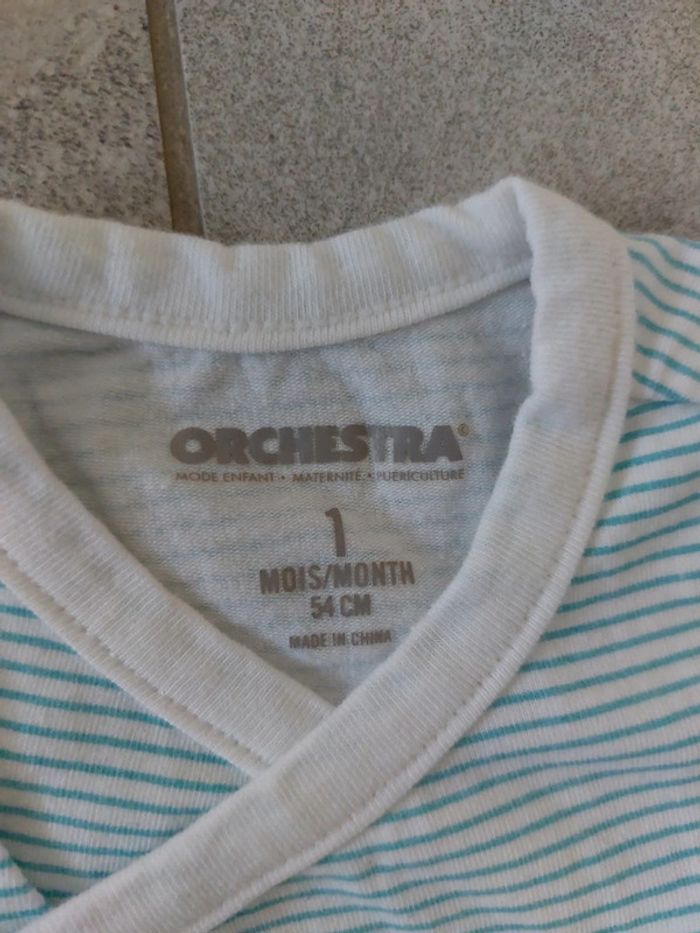 ORCHESTRA®
MODE ENFANT • MATERNITÉ • PUÉRICULTURE
1
MOIS/MONTH
54 CM
MADE IN CHINA